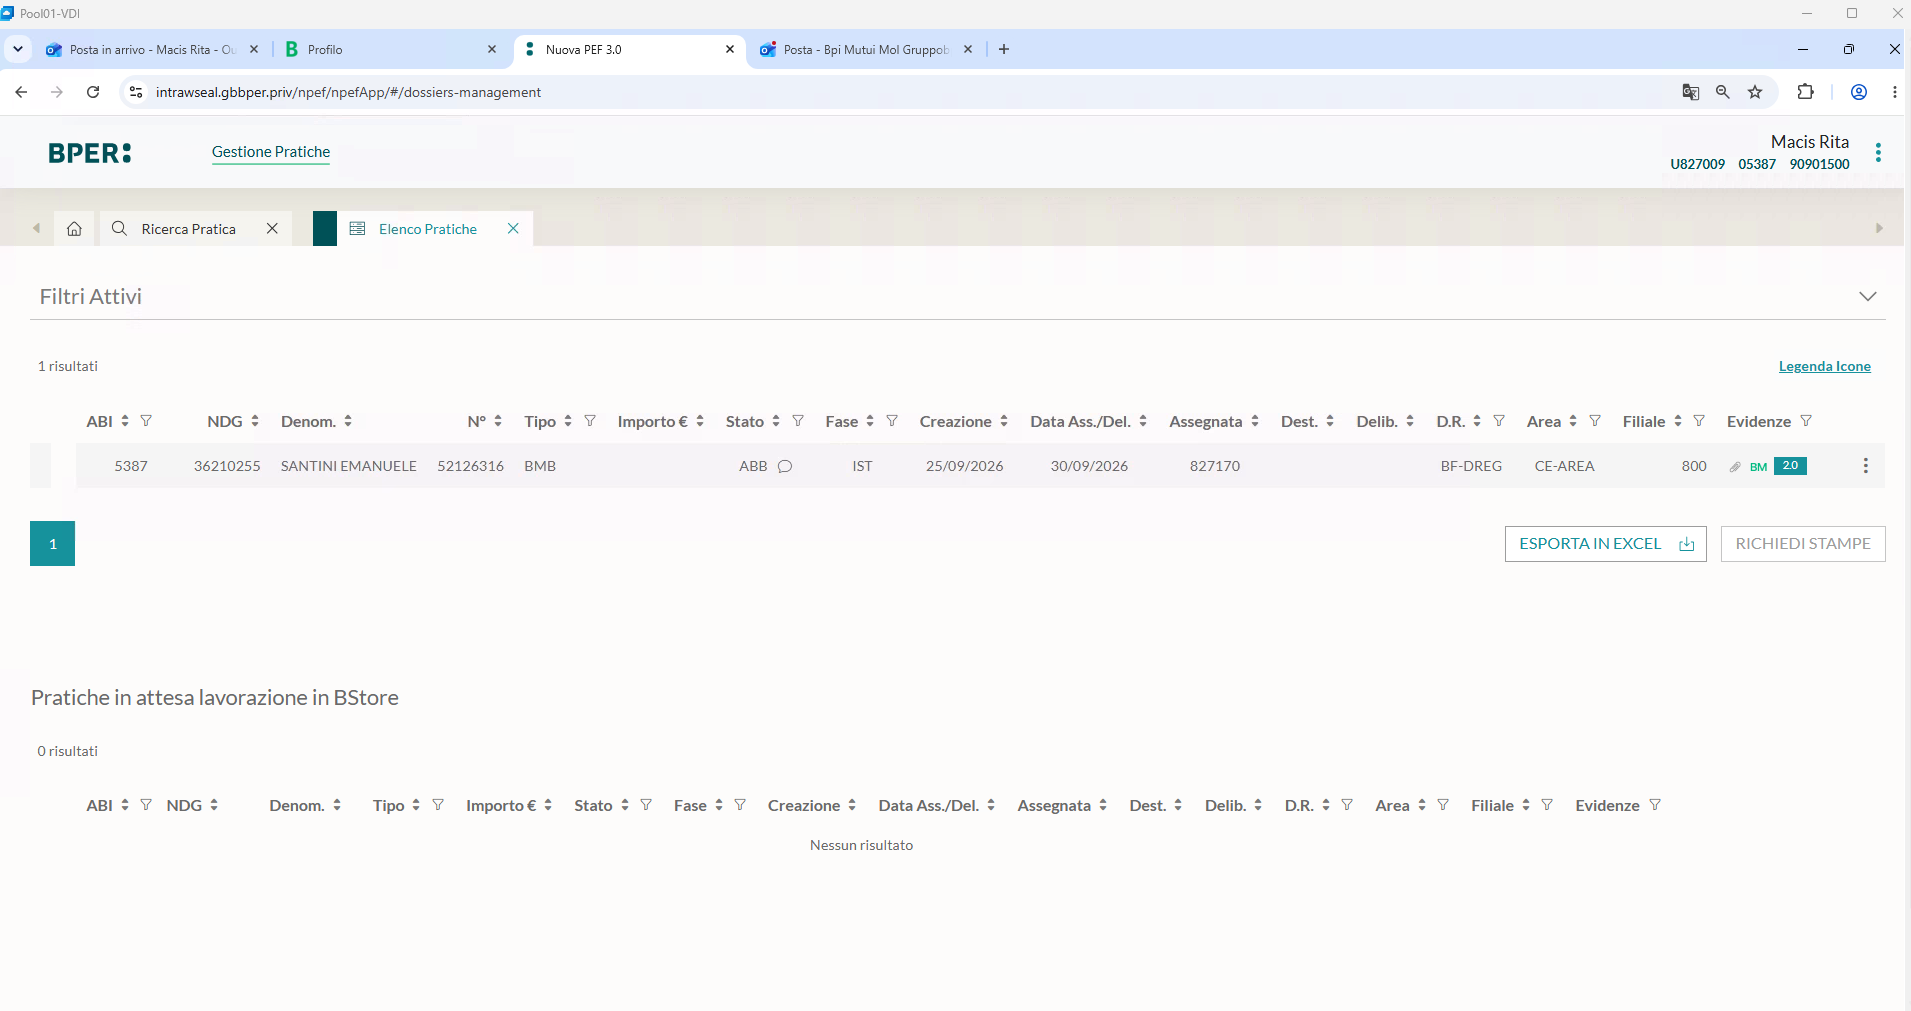 Pool01-VDI
Posta in arrivo - Macis Rita - Ou
Profilo
Nuova PEF 3.0
Posta - Bpi Mutui Mol Gruppob
intrawseal.gbbper.priv/npef/npefApp/#/dossiers-management
BPER:
Gestione Pratiche
Macis Rita
U827009 05387 90901500
Ricerca Pratica
Elenco Pratiche
Filtri Attivi
1 risultati
Legenda Icone
ABI NDG Denom. N° Tipo Importo € Stato Fase Creazione Data Ass./Del. Assegnata Dest. Delib. D.R. Area Filiale Evidenze
5387 36210255 SANTINI EMANUELE 52126316 BMB ABB IST 25/09/2026 30/09/2026 827170 BF-DREG CE-AREA 800 BM 2.0
1
ESPORTA IN EXCEL
RICHIEDI STAMPE
Pratiche in attesa lavorazione in BStore
0 risultati
ABI NDG Denom. Tipo Importo € Stato Fase Creazione Data Ass./Del. Assegnata Dest. Delib. D.R. Area Filiale Evidenze
Nessun risultato